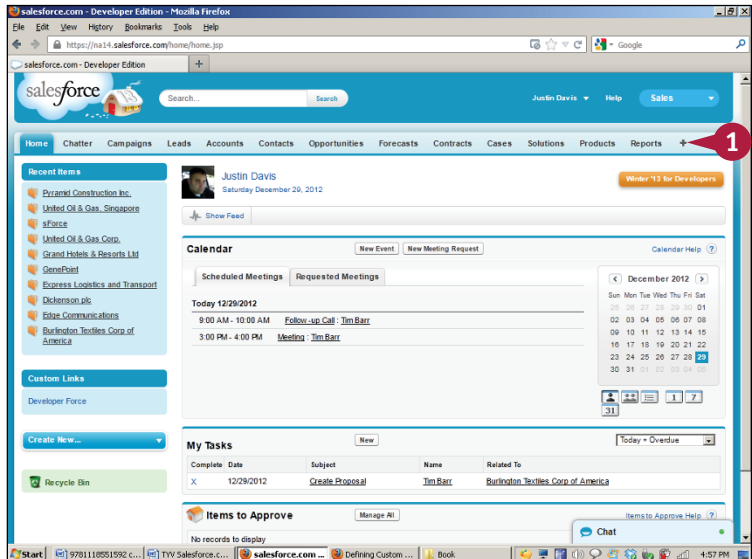 salesforce.com - Developer Edition - Mozilla Firefox
File Edit View History Bookmarks Tools Help
https://na14.salesforce.com/home/home.jsp
Google
salesforce.com - Developer Edition
+
salesforce
Search...
Search
Justin Davis
Help
Sales
Home Chatter Campaigns Leads Accounts Contacts Opportunities Forecasts Contracts Cases Solutions Products Reports +
1
Recent Items
Pyramid Construction Inc.
United Oil & Gas, Singapore
sForce
United Oil & Gas Corp.
Grand Hotels & Resorts Ltd
GenePoint
Express Logistics and Transport
Dickenson plc
Edge Communications
Burlington Textiles Corp of
America
Custom Links
Developer Force
Create New...
Recycle Bin
Justin Davis
Saturday December 29, 2012
Winter '13 for Developers
Show Feed
Calendar
New Event
New Meeting Request
Calendar Help (?)
Scheduled Meetings
Requested Meetings
Today 12/29/2012
9:00 AM - 10:00 AM Follow-up Call : Tim Barr
3:00 PM - 4:00 PM Meeting : Tim Barr
December 2012
Sun Mon Tue Wed Thu Fri Sat
25 26 27 28 29 30 01
02 03 04 05 06 07 08
09 10 11 12 13 14 15
16 17 18 19 20 21 22
23 24 25 26 27 28 29
30 31 01 02 03 04 05
1 7
31
My Tasks
New
Today + Overdue
Complete Date Subject Name Related To
X 12/29/2012 Create Proposal Tim Barr Burlington Textiles Corp of America
Items to Approve
Manage All
Items to Approve Help (?)
No records to display
Chat
Start
9781118551592 c...
TYV Salesforce.c...
salesforce.com ...
Defining Custom ...
Book
4:57 PM